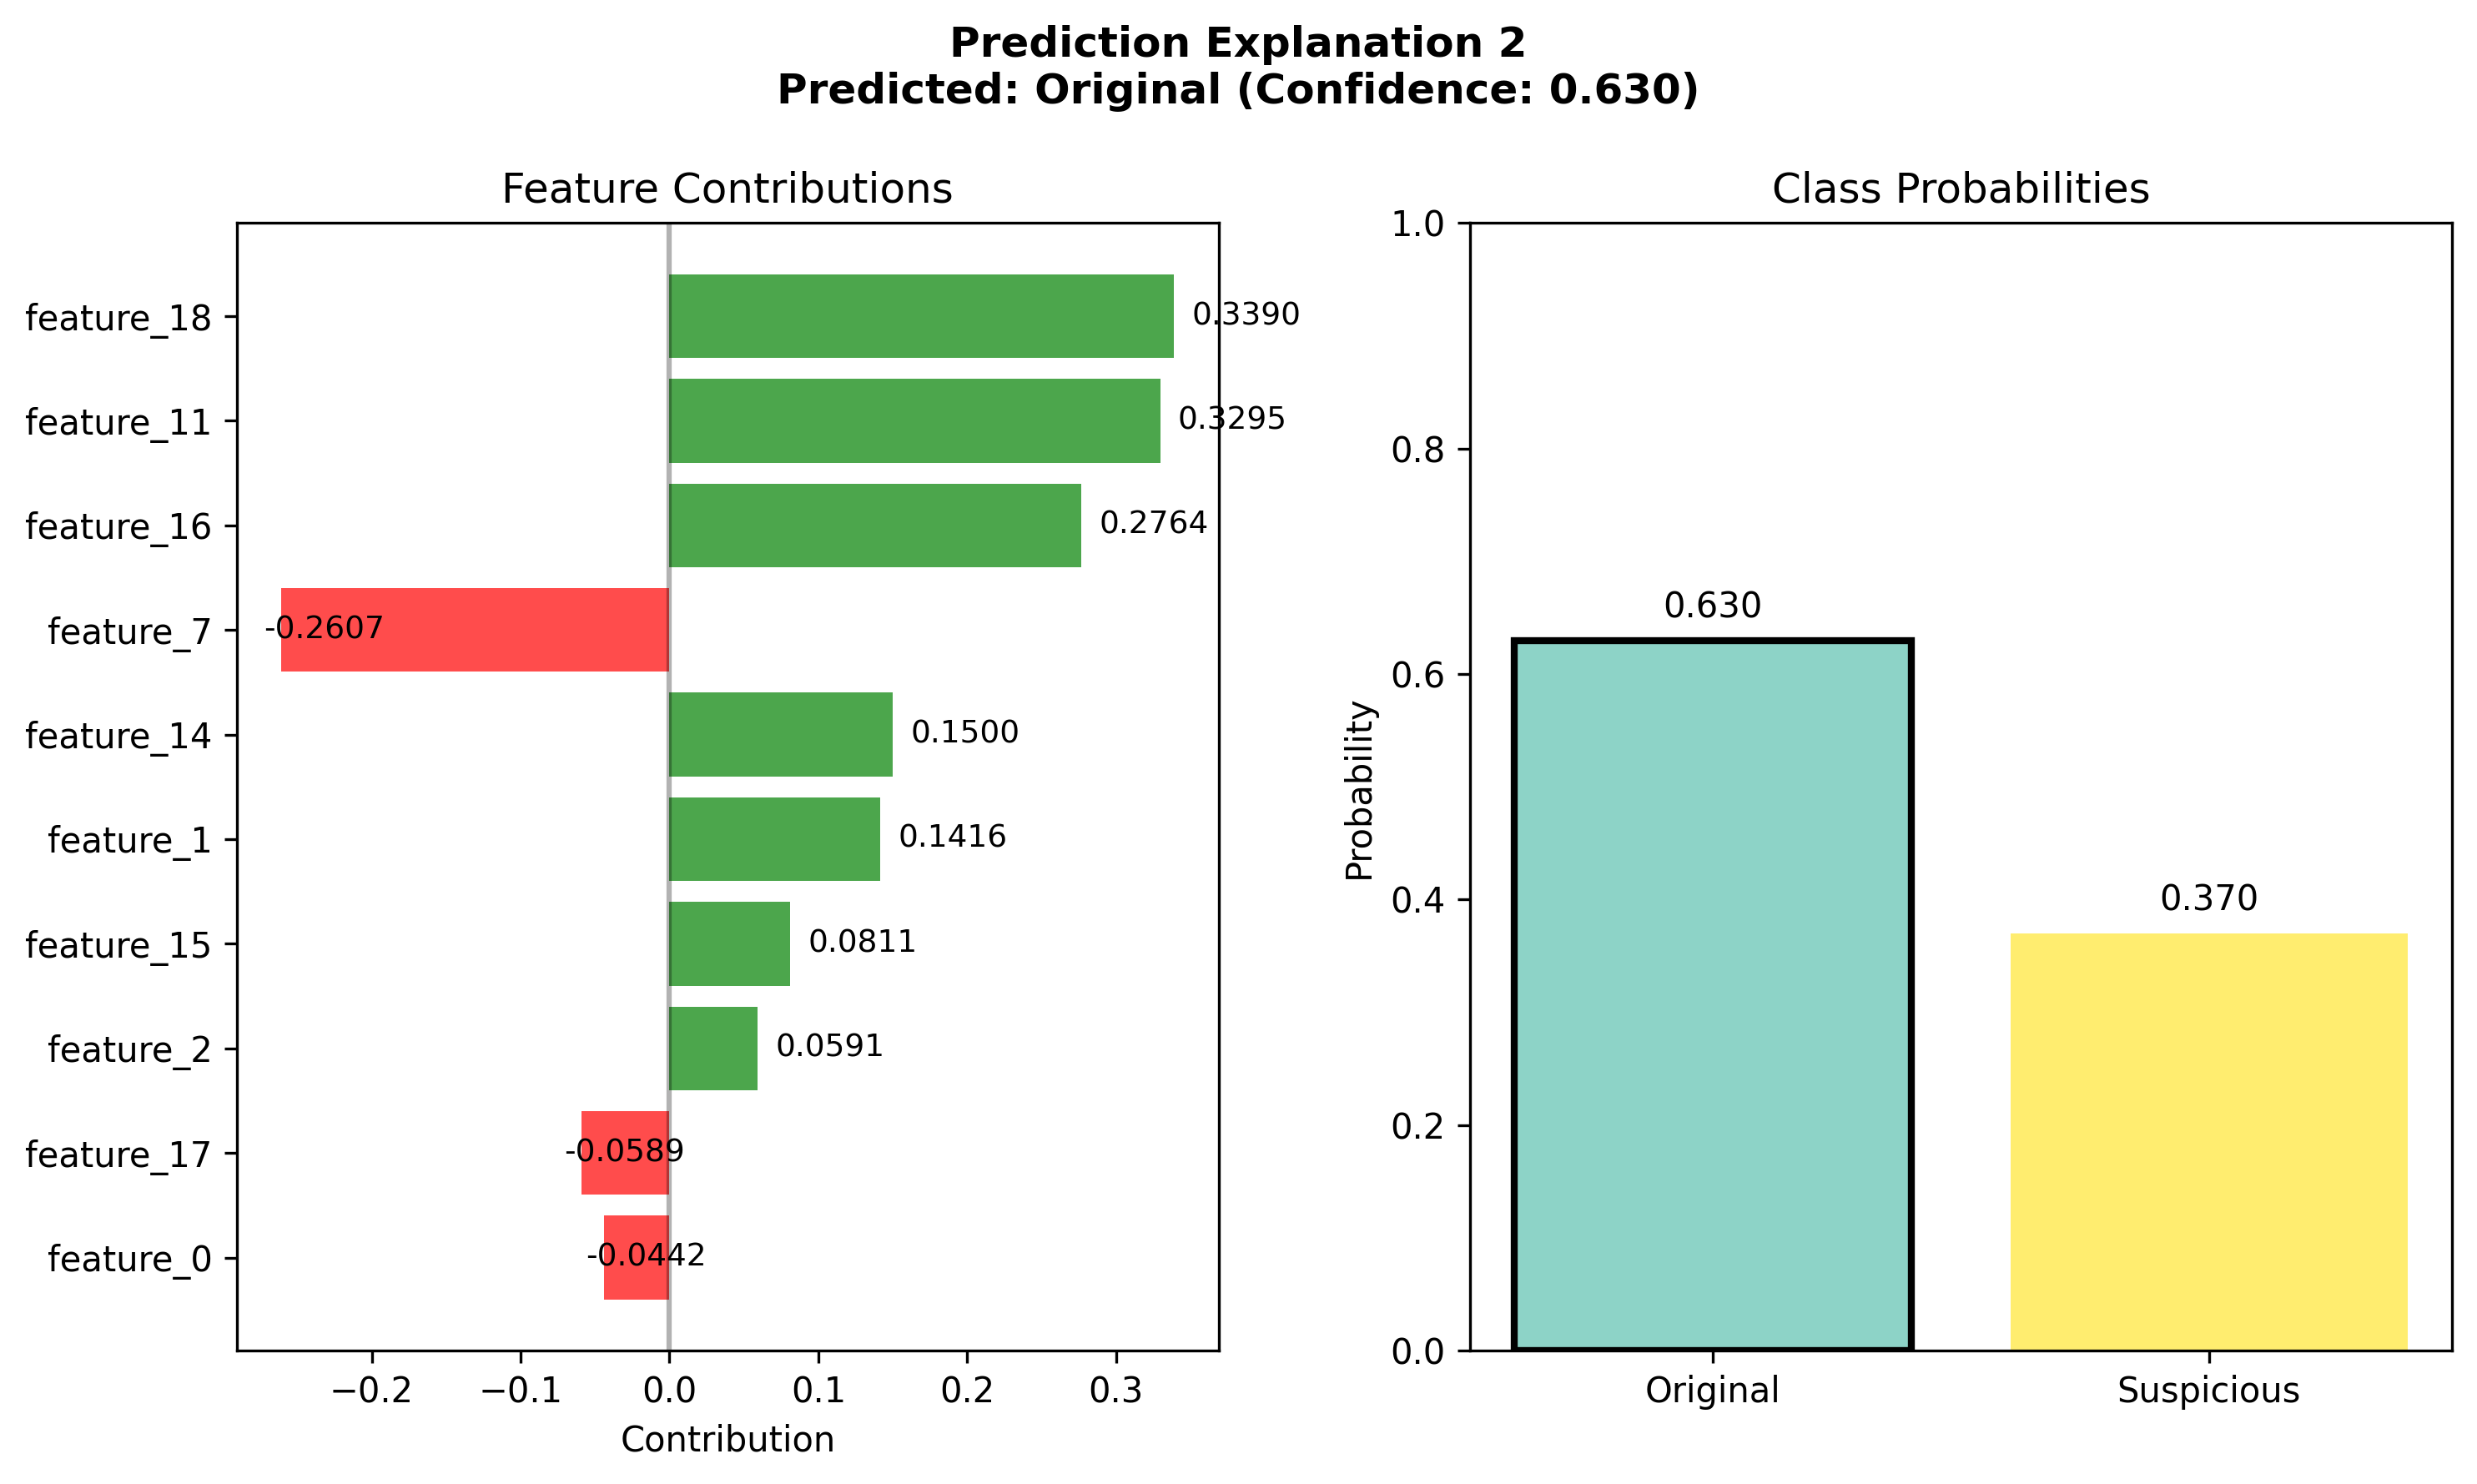 Prediction Explanation 2
Predicted: Original (Confidence: 0.630)
Feature Contributions
feature_18
0.3390
feature_11
0.3295
feature_16
0.2764
feature_7
-0.2607
feature_14
0.1500
feature_1
0.1416
feature_15
0.0811
feature_2
0.0591
feature_17
-0.0589
feature_0
-0.0442
−0.2 −0.1 0.0 0.1 0.2 0.3
Contribution
Class Probabilities
Probability
1.0
0.8
0.6
0.4
0.2
0.0
0.630
0.370
Original Suspicious